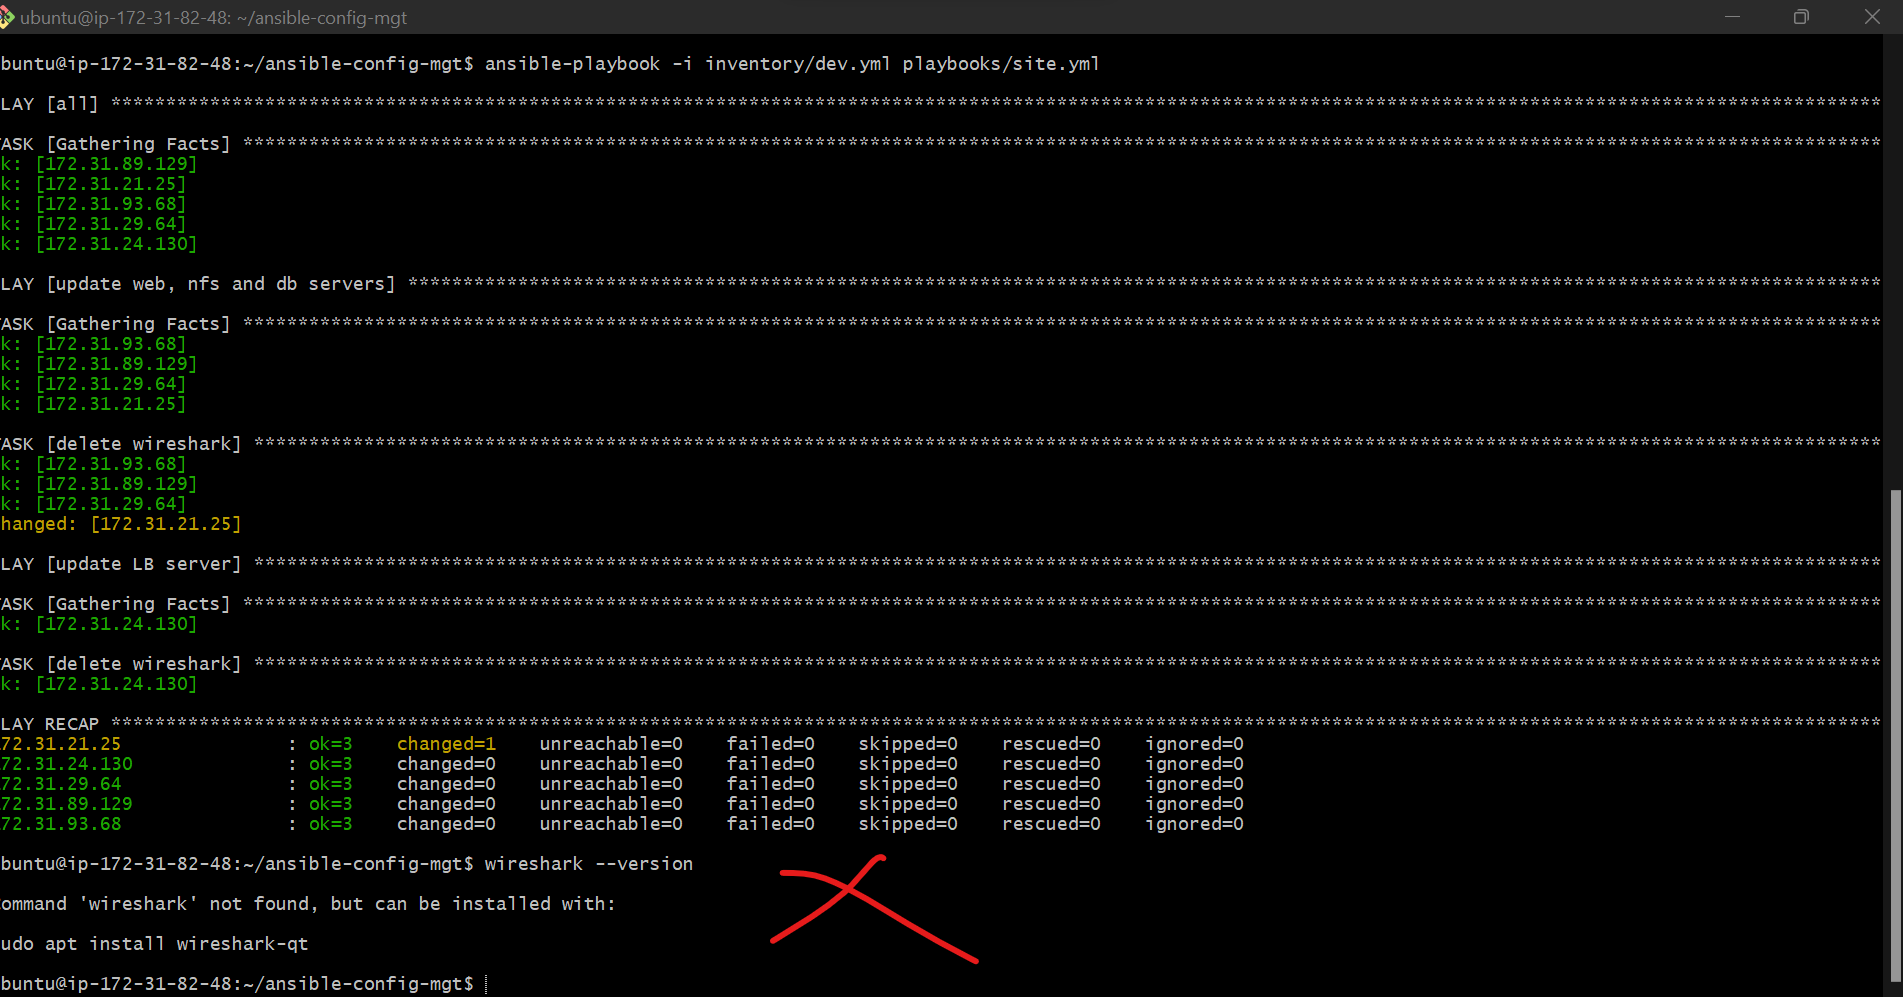 ubuntu@ip-172-31-82-48: ~/ansible-config-mgt
buntu@ip-172-31-82-48:~/ansible-config-mgt$ ansible-playbook -i inventory/dev.yml playbooks/site.yml
LAY [all] *****************************************************************************************************************************************************************
ASK [Gathering Facts] *****************************************************************************************************************************************************
k: [172.31.89.129]
k: [172.31.21.25]
k: [172.31.93.68]
k: [172.31.29.64]
k: [172.31.24.130]
LAY [update web, nfs and db servers] **************************************************************************************************************************************
ASK [Gathering Facts] *****************************************************************************************************************************************************
k: [172.31.93.68]
k: [172.31.89.129]
k: [172.31.29.64]
k: [172.31.21.25]
ASK [delete wireshark] ****************************************************************************************************************************************************
k: [172.31.93.68]
k: [172.31.89.129]
k: [172.31.29.64]
hanged: [172.31.21.25]
LAY [update LB server] ****************************************************************************************************************************************************
ASK [Gathering Facts] *****************************************************************************************************************************************************
k: [172.31.24.130]
ASK [delete wireshark] ****************************************************************************************************************************************************
k: [172.31.24.130]
LAY RECAP *****************************************************************************************************************************************************************
72.31.21.25 : ok=3 changed=1 unreachable=0 failed=0 skipped=0 rescued=0 ignored=0
72.31.24.130 : ok=3 changed=0 unreachable=0 failed=0 skipped=0 rescued=0 ignored=0
72.31.29.64 : ok=3 changed=0 unreachable=0 failed=0 skipped=0 rescued=0 ignored=0
72.31.89.129 : ok=3 changed=0 unreachable=0 failed=0 skipped=0 rescued=0 ignored=0
72.31.93.68 : ok=3 changed=0 unreachable=0 failed=0 skipped=0 rescued=0 ignored=0
buntu@ip-172-31-82-48:~/ansible-config-mgt$ wireshark --version
ommand 'wireshark' not found, but can be installed with:
udo apt install wireshark-qt
buntu@ip-172-31-82-48:~/ansible-config-mgt$